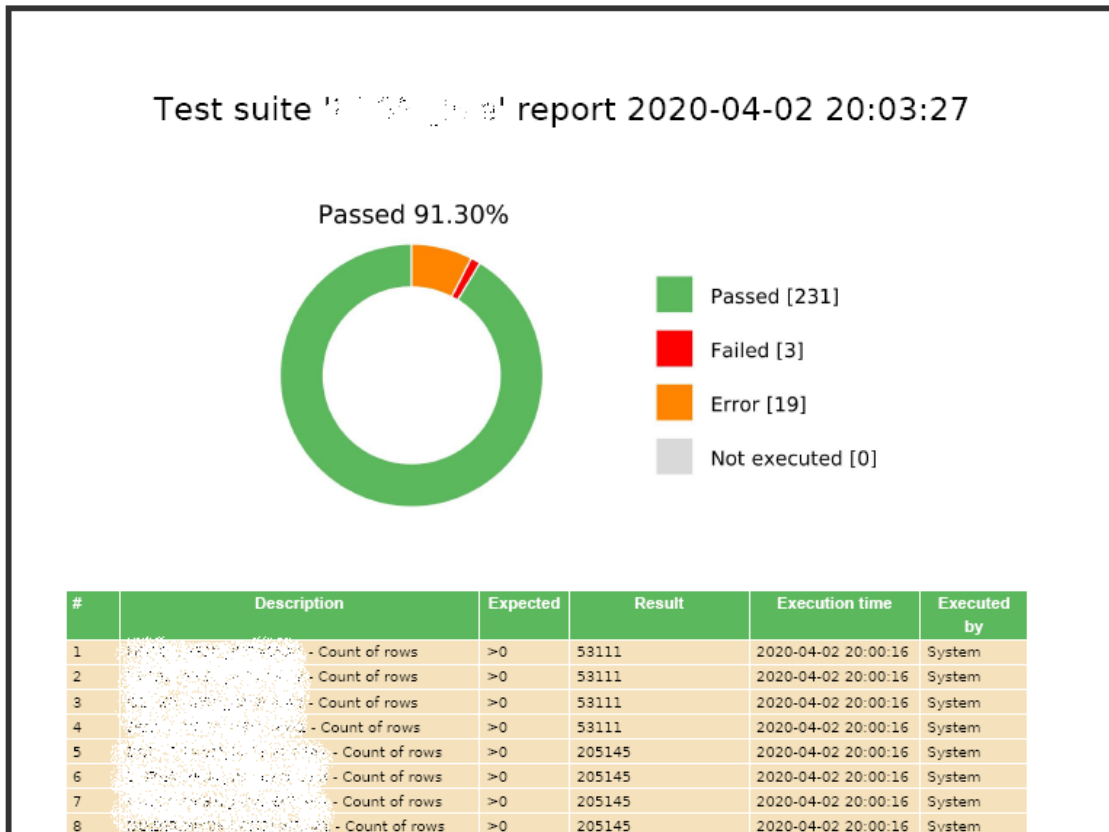 Test suite ' ' report 2020-04-02 20:03:27
Passed 91.30%
Passed [231]
Failed [3]
Error [19]
Not executed [0]
# Description Expected Result Execution time Executed by
1 - Count of rows >0 53111 2020-04-02 20:00:16 System
2 - Count of rows >0 53111 2020-04-02 20:00:16 System
3 - Count of rows >0 53111 2020-04-02 20:00:16 System
4 - Count of rows >0 53111 2020-04-02 20:00:16 System
5 - Count of rows >0 205145 2020-04-02 20:00:16 System
6 - Count of rows >0 205145 2020-04-02 20:00:16 System
7 - Count of rows >0 205145 2020-04-02 20:00:16 System
8 - Count of rows >0 205145 2020-04-02 20:00:16 System